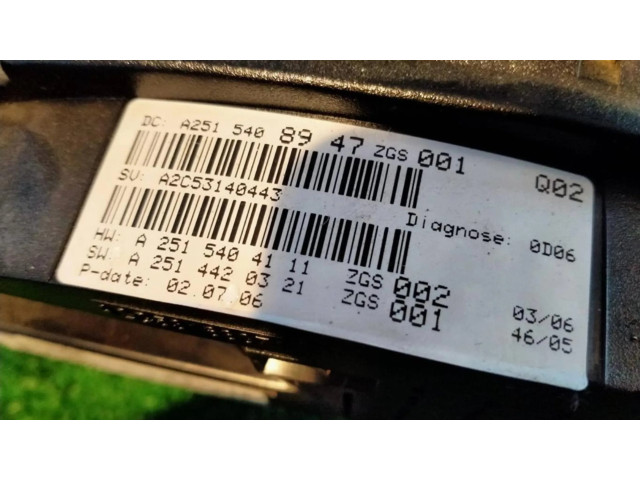 DC: A251 540 89 47 ZGS 001 Q02
SV: A2C53140443
Diagnose: 0D06
HW: A 251 540 41 11 ZGS 002 03/06
SW: A 251 442 03 21 ZGS 001 46/05
P-date: 02.07.06